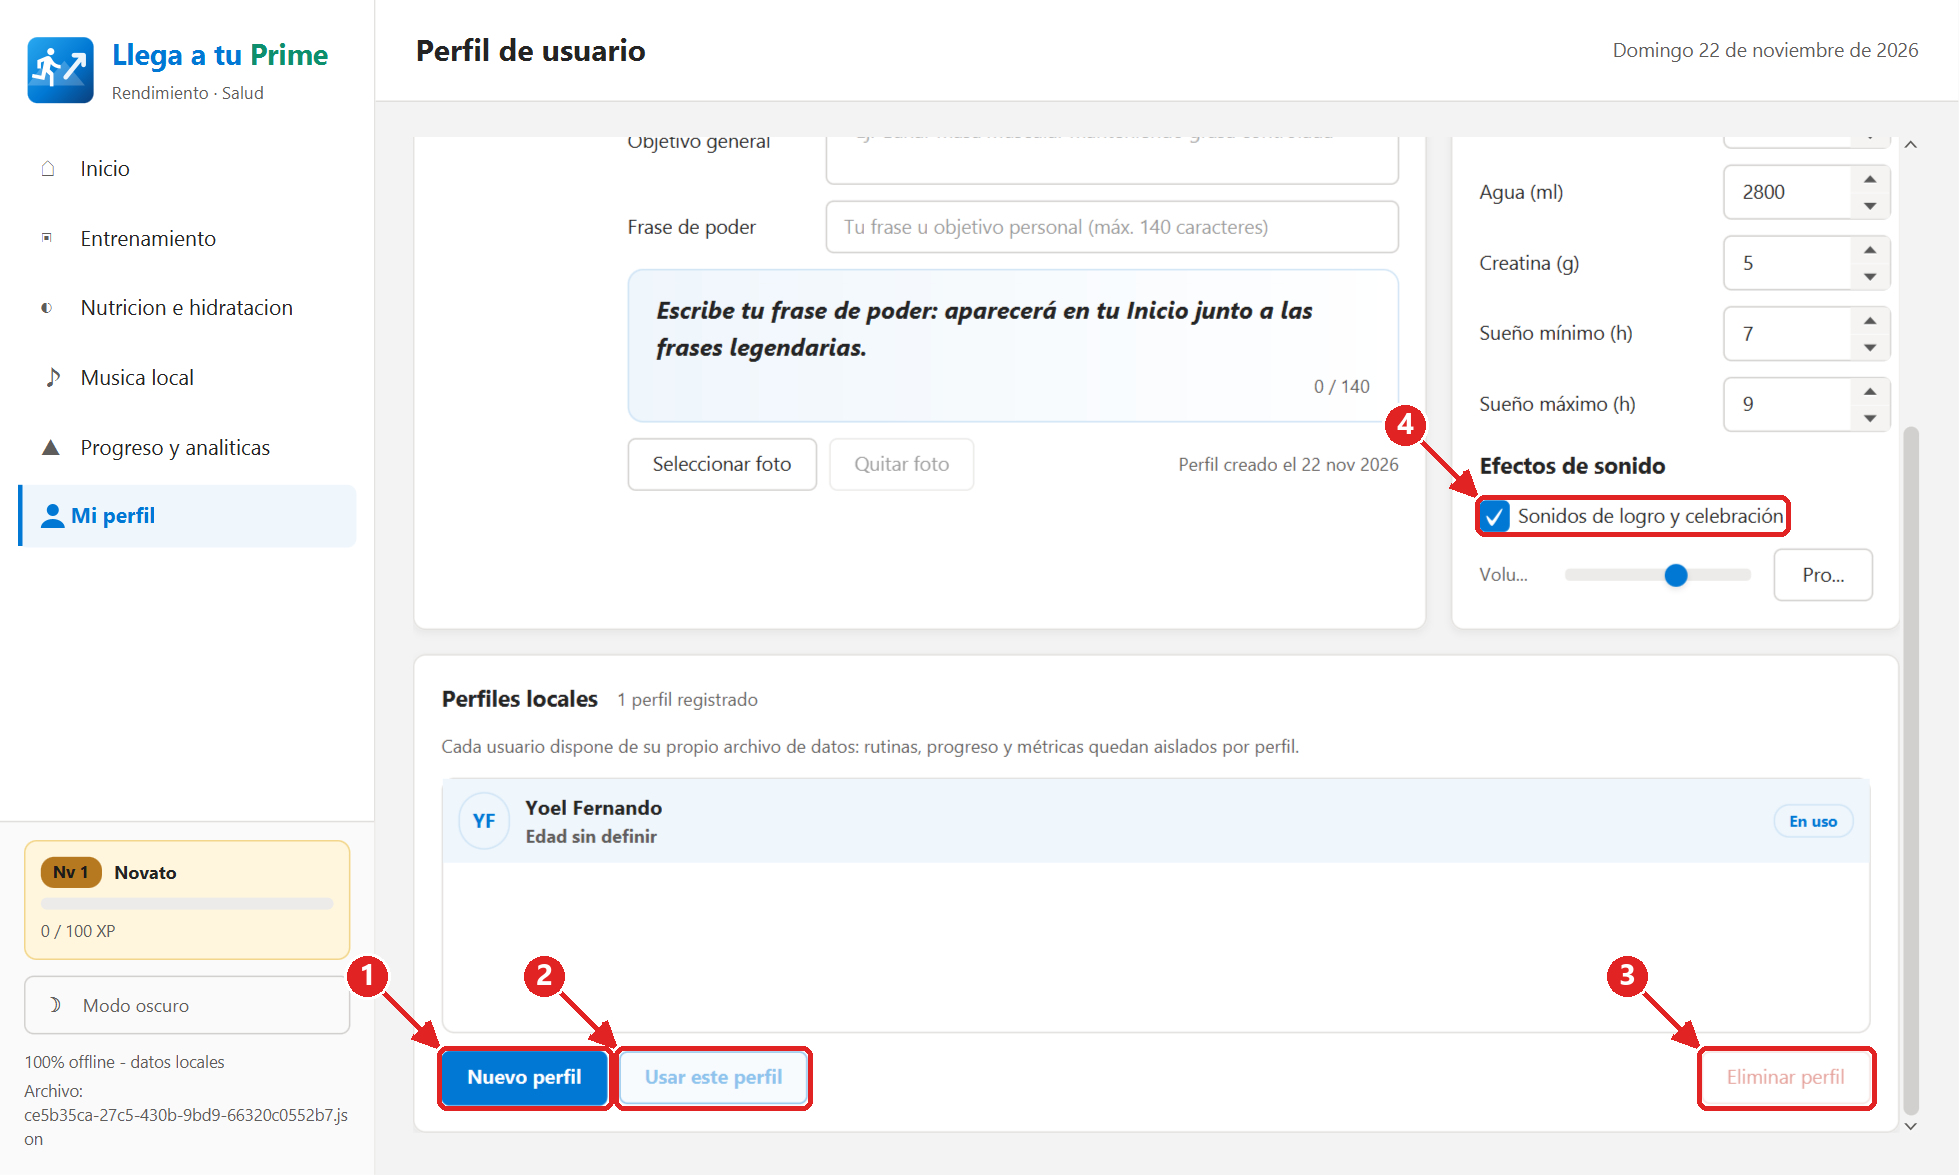 Llega a tu Prime
Rendimiento · Salud
Inicio
Entrenamiento
Nutricion e hidratacion
Musica local
Progreso y analiticas
Mi perfil
Nv 1 Novato
0 / 100 XP
Modo oscuro
100% offline - datos locales
Archivo:
ce5b35ca-27c5-430b-9bd9-66320c0552b7.js
on
Perfil de usuario
Domingo 22 de noviembre de 2026
Objetivo general
Frase de poder
Tu frase u objetivo personal (máx. 140 caracteres)
Escribe tu frase de poder: aparecerá en tu Inicio junto a las
frases legendarias.
0 / 140
Seleccionar foto
Quitar foto
Perfil creado el 22 nov 2026
Agua (ml)
2800
Creatina (g)
5
Sueño mínimo (h)
7
Sueño máximo (h)
9
4
Efectos de sonido
Sonidos de logro y celebración
Volu...
Pro...
Perfiles locales
1 perfil registrado
Cada usuario dispone de su propio archivo de datos: rutinas, progreso y métricas quedan aislados por perfil.
YF
Yoel Fernando
Edad sin definir
En uso
1
2
3
Nuevo perfil
Usar este perfil
Eliminar perfil